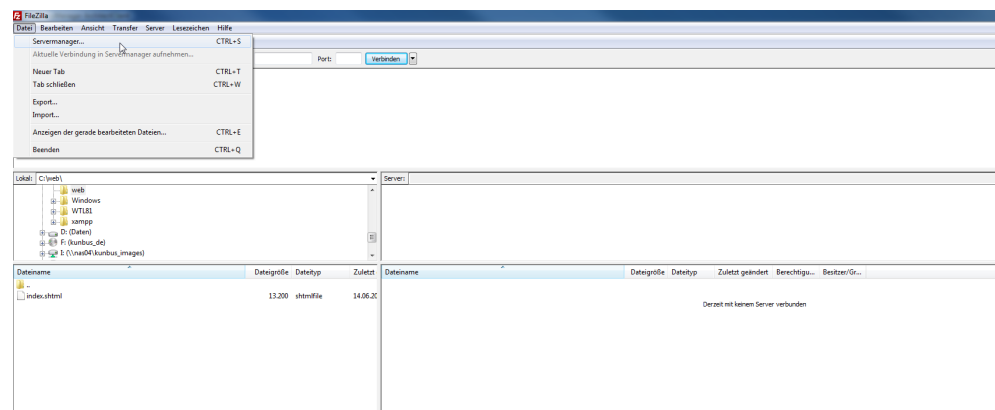 FileZilla
Datei Bearbeiten Ansicht Transfer Server Lesezeichen Hilfe
Servermanager... CTRL+S
Aktuelle Verbindung in Servermanager aufnehmen...
Port: Verbinden
Neuer Tab CTRL+T
Tab schließen CTRL+W
Export...
Import...
Anzeigen der gerade bearbeiteten Dateien... CTRL+E
Beenden CTRL+Q
Lokal: C:\web\ Server:
web
Windows
WTL81
xampp
D: (Daten)
F: (kunbus_de)
I: (\\nas04\kunbus_images)
Dateiname Dateigröße Dateityp Zuletzt Dateiname Dateigröße Dateityp Zuletzt geändert Berechtigu... Besitzer/Gr...
..
index.shtml 13.200 shtmlfile 14.06.20
Derzeit mit keinem Server verbunden